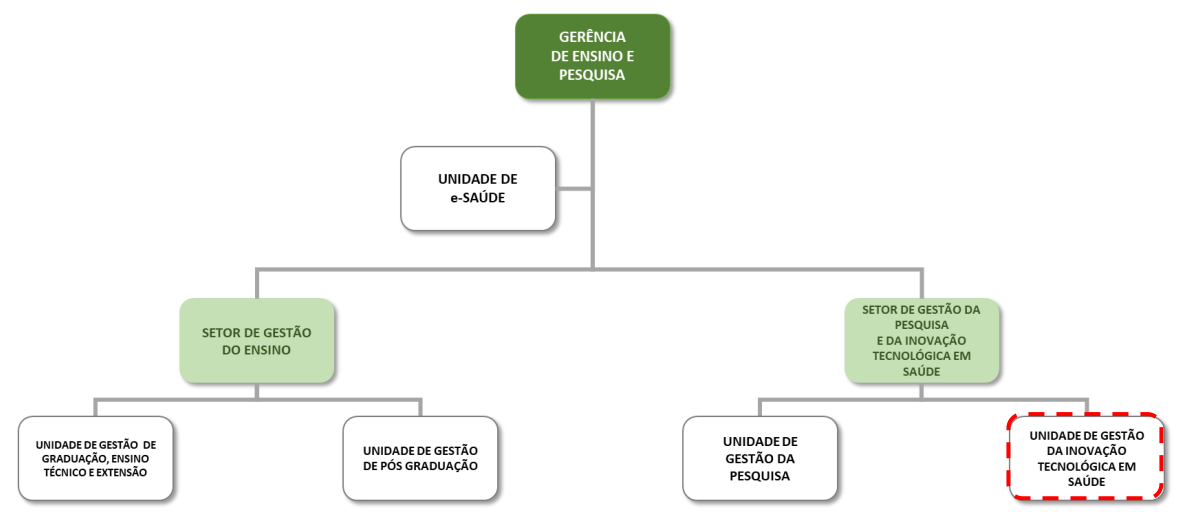 GERÊNCIA
DE ENSINO E
PESQUISA
UNIDADE DE
e-SAÚDE
SETOR DE GESTÃO
DO ENSINO
SETOR DE GESTÃO DA
PESQUISA
E DA INOVAÇÃO
TECNOLÓGICA EM
SAÚDE
UNIDADE DE GESTÃO DE
GRADUAÇÃO, ENSINO
TÉCNICO E EXTENSÃO
UNIDADE DE GESTÃO
DE PÓS GRADUAÇÃO
UNIDADE DE
GESTÃO DA
PESQUISA
UNIDADE DE GESTÃO
DA INOVAÇÃO
TECNOLÓGICA EM
SAÚDE